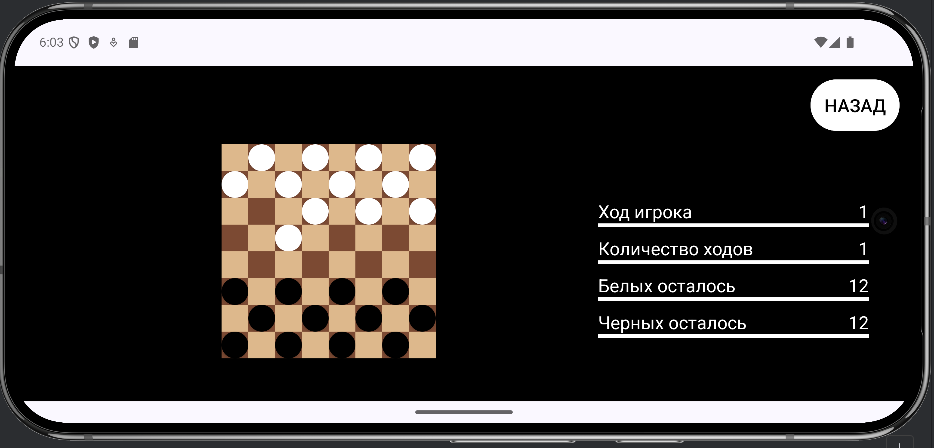 6:03
НАЗАД
Ход игрока 1
Количество ходов 1
Белых осталось 12
Черных осталось 12